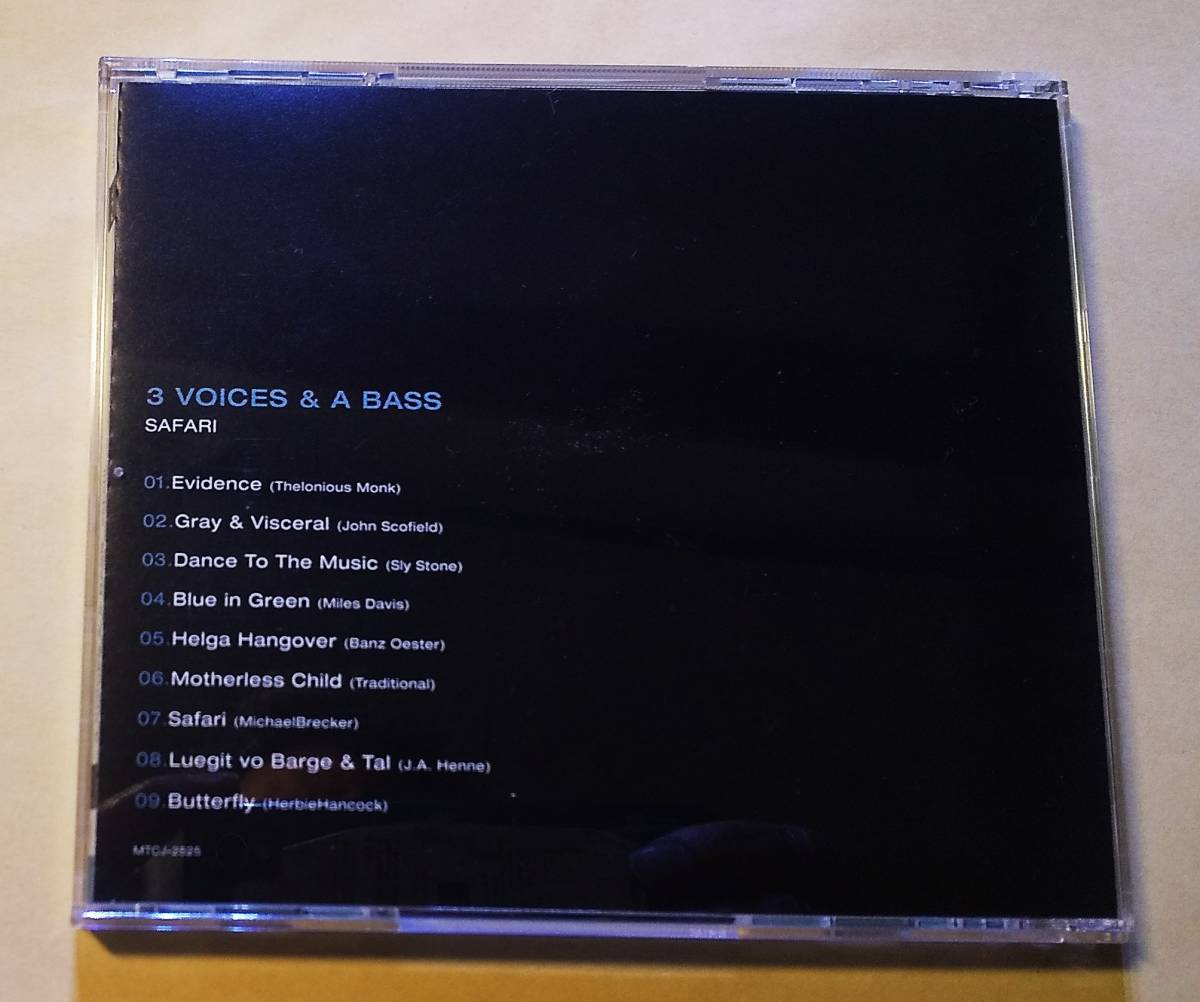 3 VOICES & A BASS
SAFARI
01.Evidence (Thelonious Monk)
02.Gray & Visceral (John Scofield)
03.Dance To The Music (Sly Stone)
04.Blue in Green (Miles Davis)
05.Helga Hangover (Banz Oester)
06.Motherless Child (Traditional)
07.Safari (MichaelBrecker)
08.Luegit vo Barge & Tal (J.A. Henne)
09.Butterfly (HerbieHancock)
MTCJ-2525